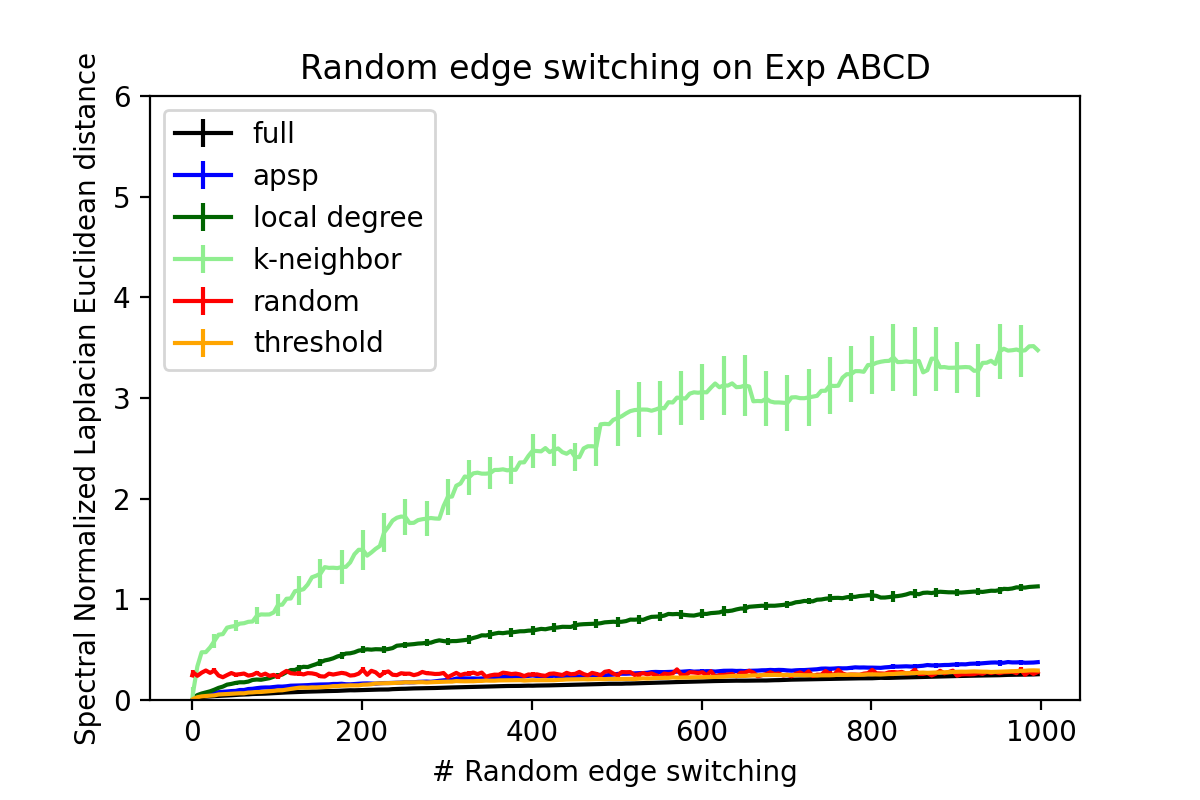 Random edge switching on Exp ABCD
Spectral Normalized Laplacian Euclidean distance
6
5
4
3
2
1
0
full
apsp
local degree
k-neighbor
random
threshold
0 200 400 600 800 1000
# Random edge switching